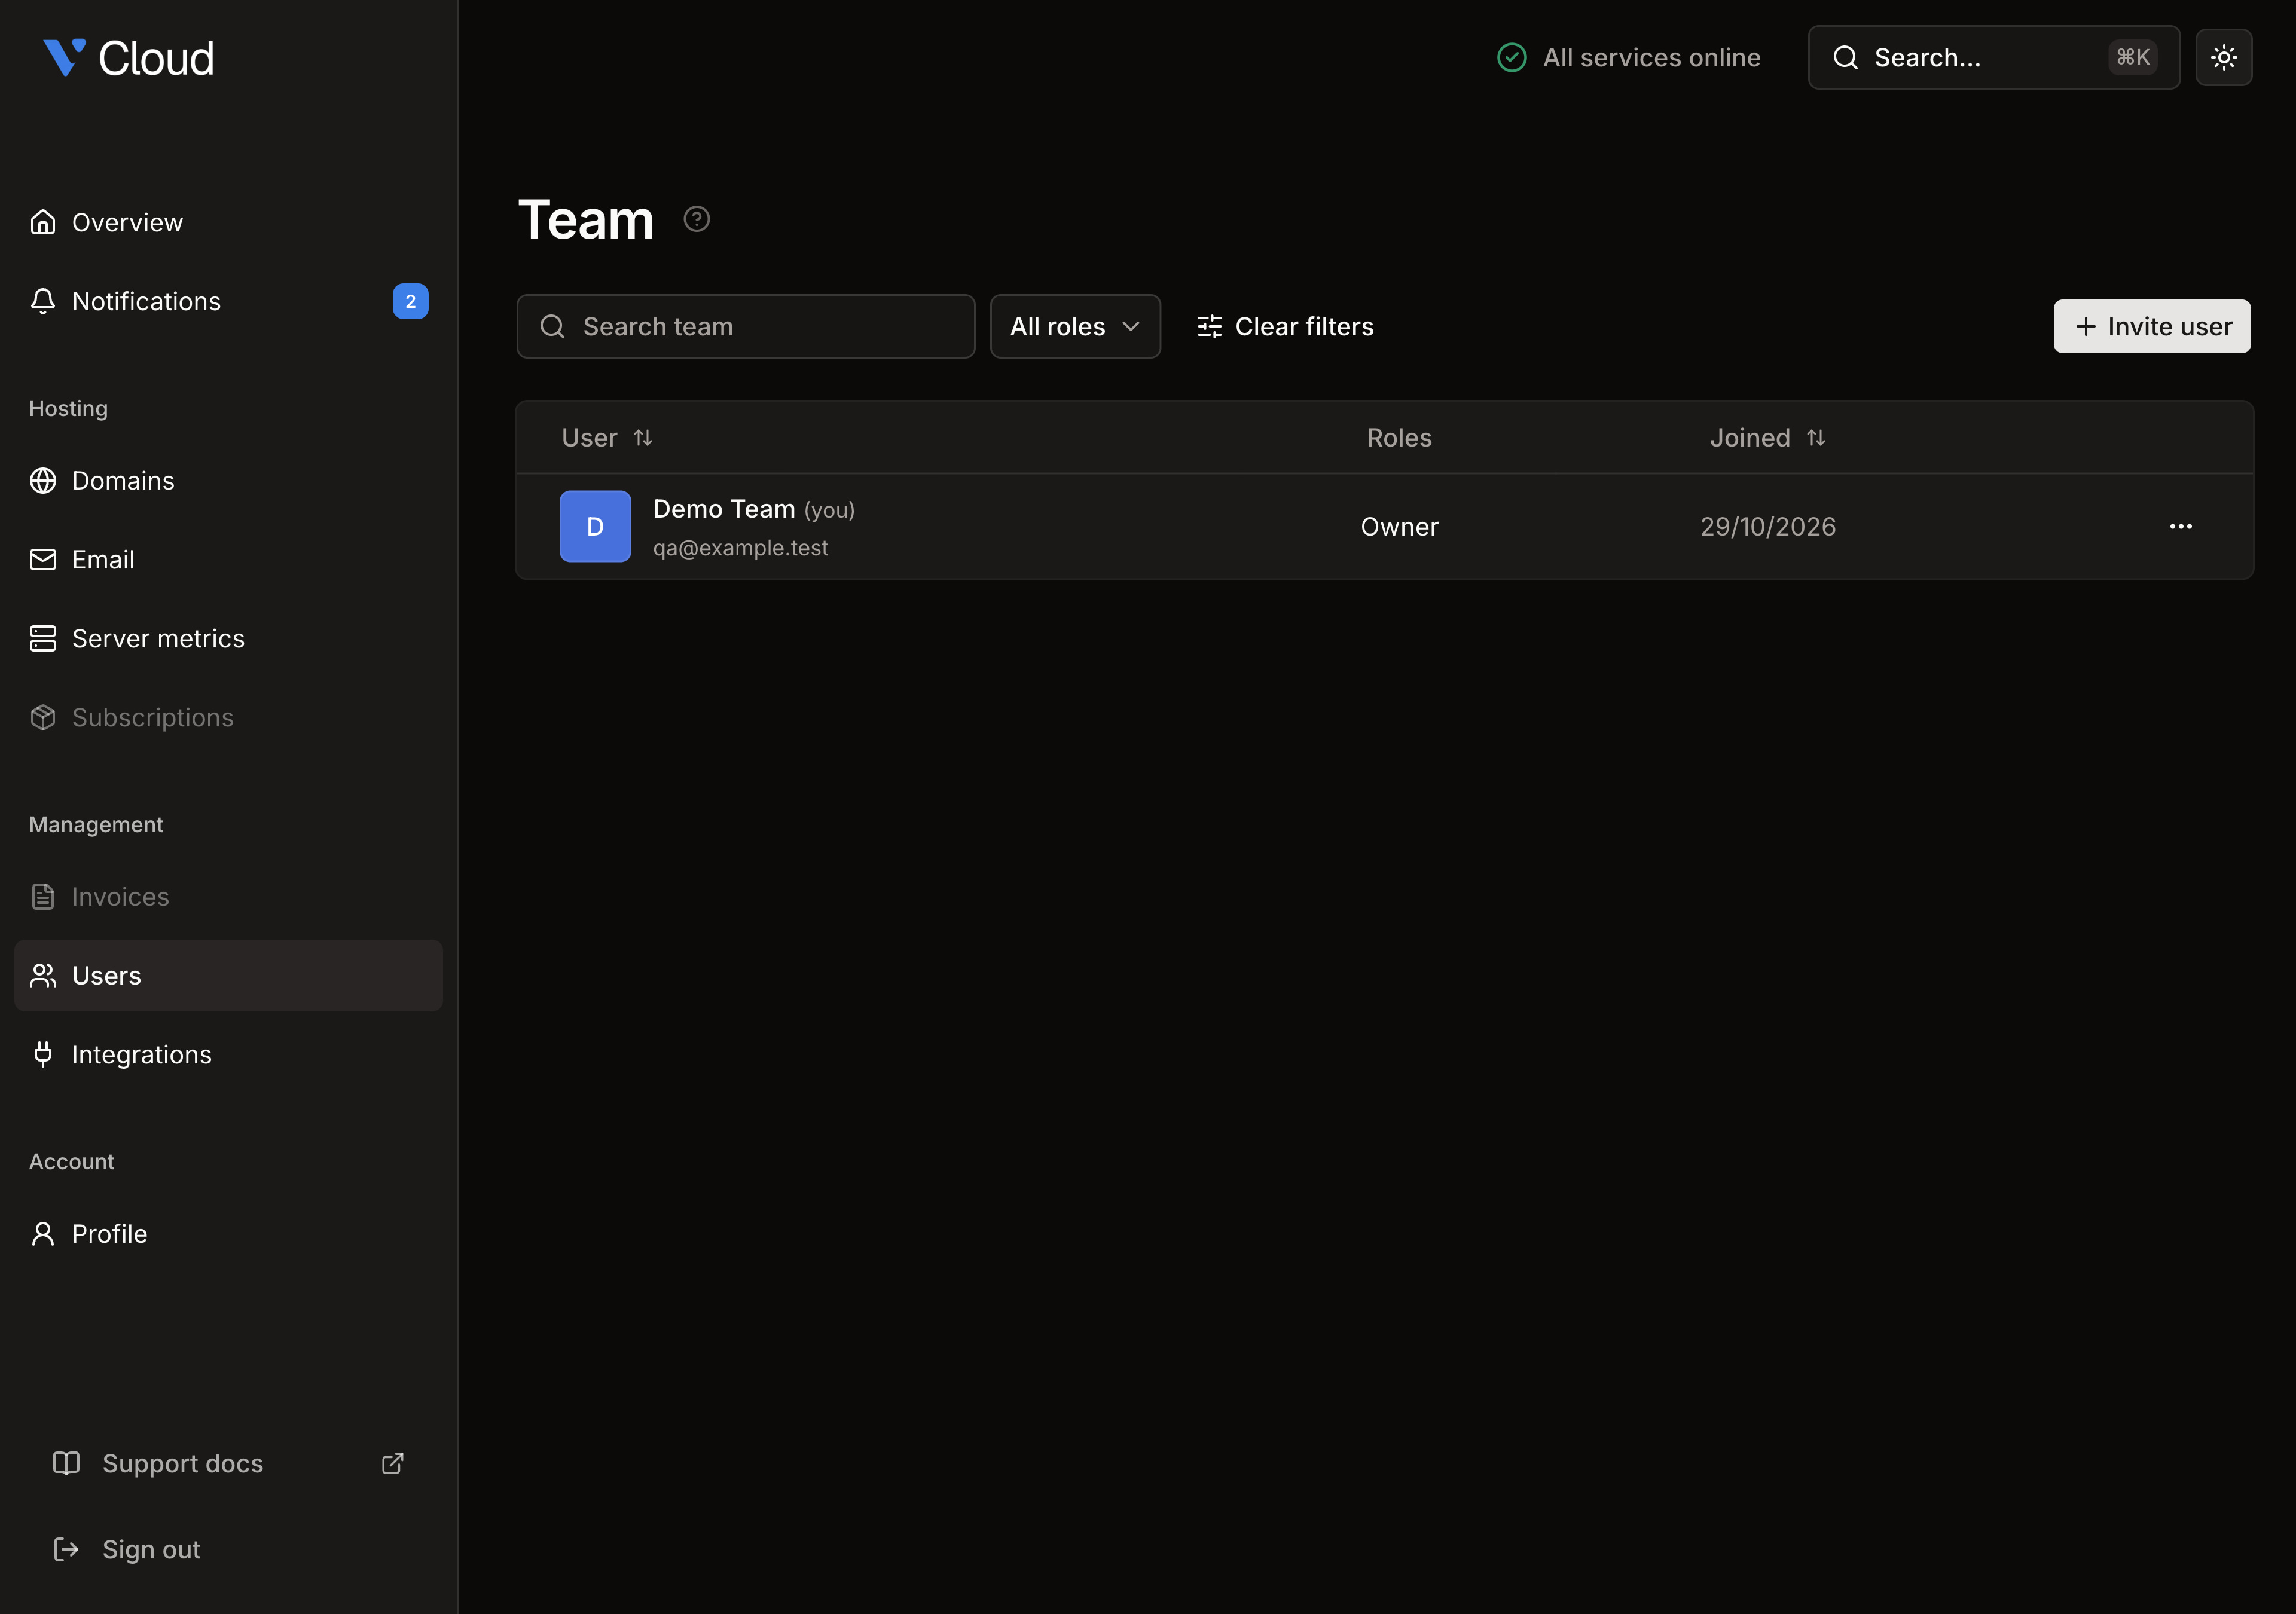 Cloud
Overview
Notifications 2
Hosting
Domains
Email
Server metrics
Subscriptions
Management
Invoices
Users
Integrations
Account
Profile
Support docs
Sign out
All services online
Search... ⌘K
Team
Search team
All roles
Clear filters
+ Invite user
User Roles Joined
D
Demo Team (you)
qa@example.test
Owner
29/10/2026